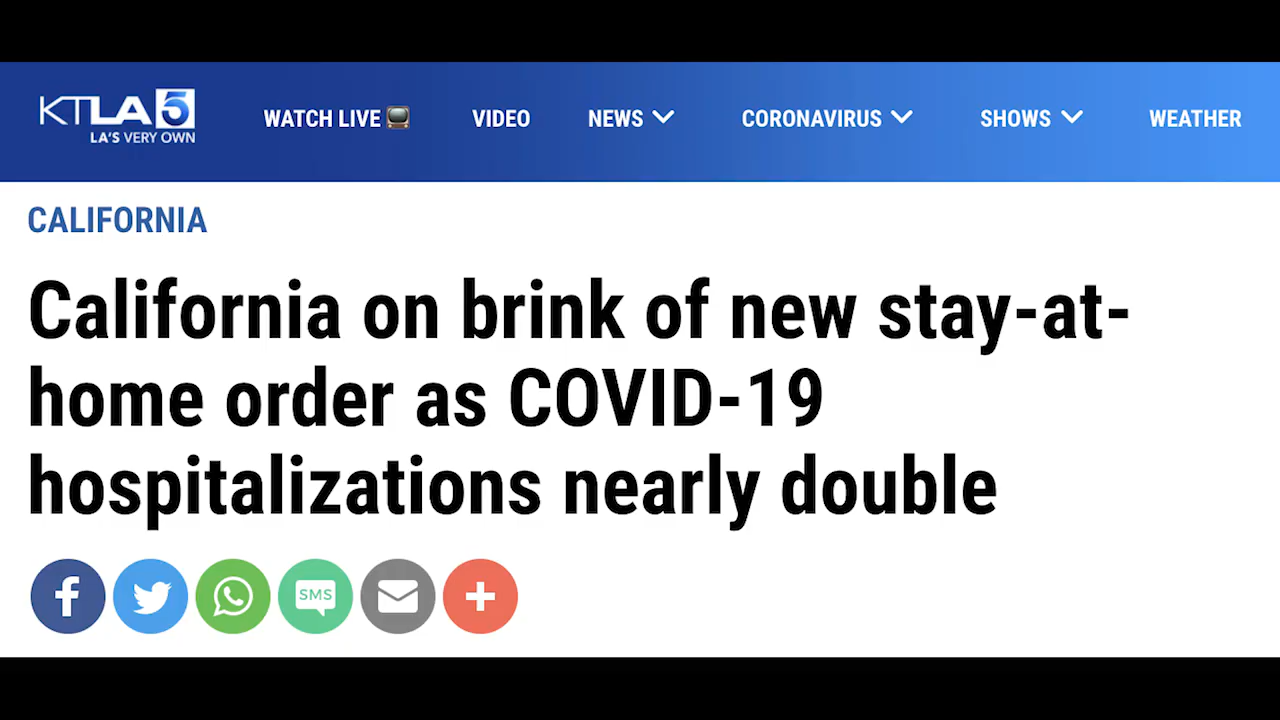 KTLA 5
LA'S VERY OWN
WATCH LIVE VIDEO NEWS CORONAVIRUS SHOWS WEATHER
CALIFORNIA
California on brink of new stay-at-
home order as COVID-19
hospitalizations nearly double
SMS